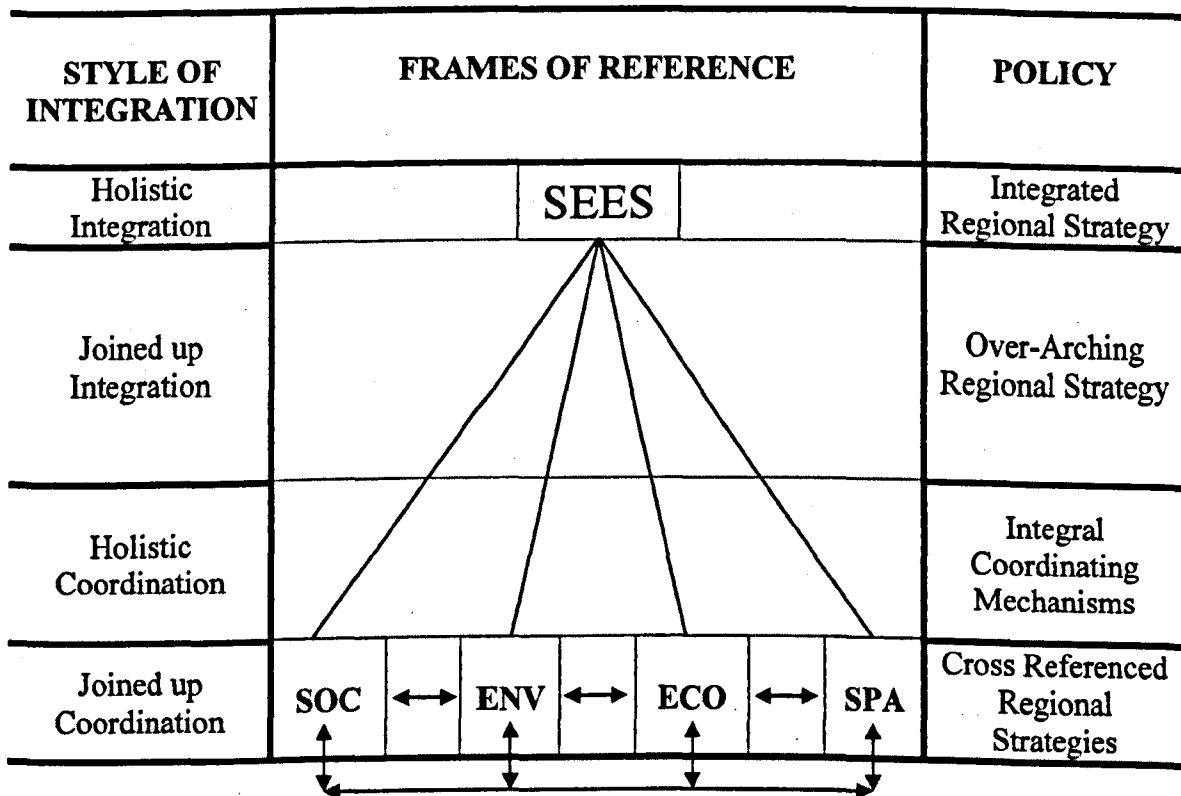 STYLE OF
INTEGRATION
FRAMES OF REFERENCE
POLICY
Holistic
Integration
SEES
Integrated
Regional Strategy
Joined up
Integration
Over-Arching
Regional Strategy
Holistic
Coordination
Integral
Coordinating
Mechanisms
Joined up
Coordination
SOC
ENV
ECO
SPA
Cross Referenced
Regional
Strategies